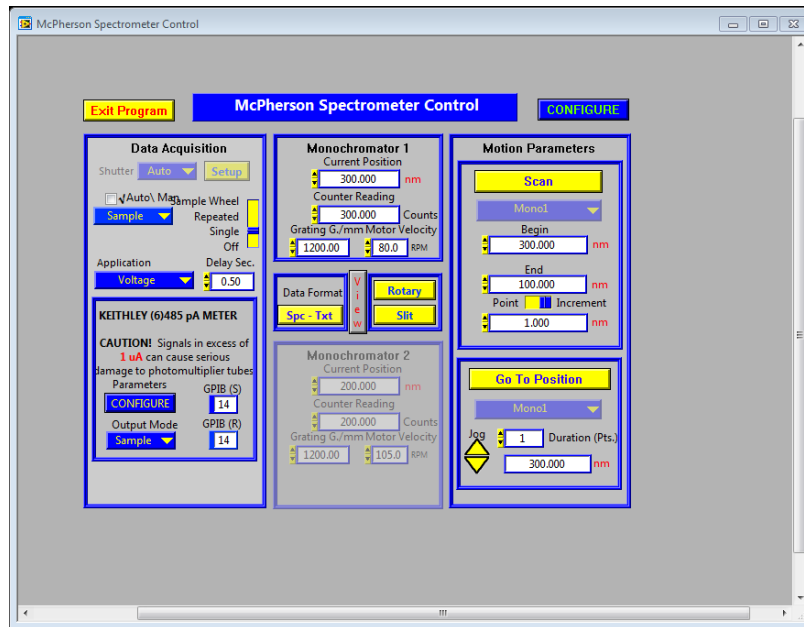 McPherson Spectrometer Control
Exit Program
McPherson Spectrometer Control
CONFIGURE
Data Acquisition
Shutter Auto Setup
√Auto\ Man
Sample
Sample Wheel
Repeated
Single
Off
Application
Voltage
Delay Sec.
0.50
KEITHLEY (6)485 pA METER
CAUTION! Signals in excess of
1 uA can cause serious
damage to photomultiplier tubes
Parameters
CONFIGURE
GPIB (S)
14
Output Mode
Sample
GPIB (R)
14
Monochromator 1
Current Position
300.000 nm
Counter Reading
300.000 Counts
Grating G./mm Motor Velocity
1200.00 80.0 RPM
Data Format
Spc - Txt
View
Rotary
Slit
Monochromator 2
Current Position
200.000 nm
Counter Reading
200.000 Counts
Grating G./mm Motor Velocity
1200.00 105.0 RPM
Motion Parameters
Scan
Mono1
Begin
300.000 nm
End
100.000 nm
Point Increment
1.000 nm
Go To Position
Mono1
Jog 1 Duration (Pts.)
300.000 nm